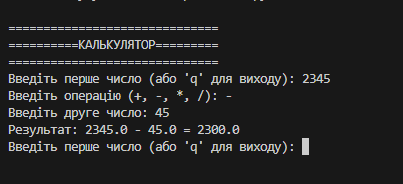 ==============================
==========КАЛЬКУЛЯТОР=========
==============================
Введіть перше число (або 'q' для виходу): 2345
Введіть операцію (+, -, *, /): -
Введіть друге число: 45
Результат: 2345.0 - 45.0 = 2300.0
Введіть перше число (або 'q' для виходу):